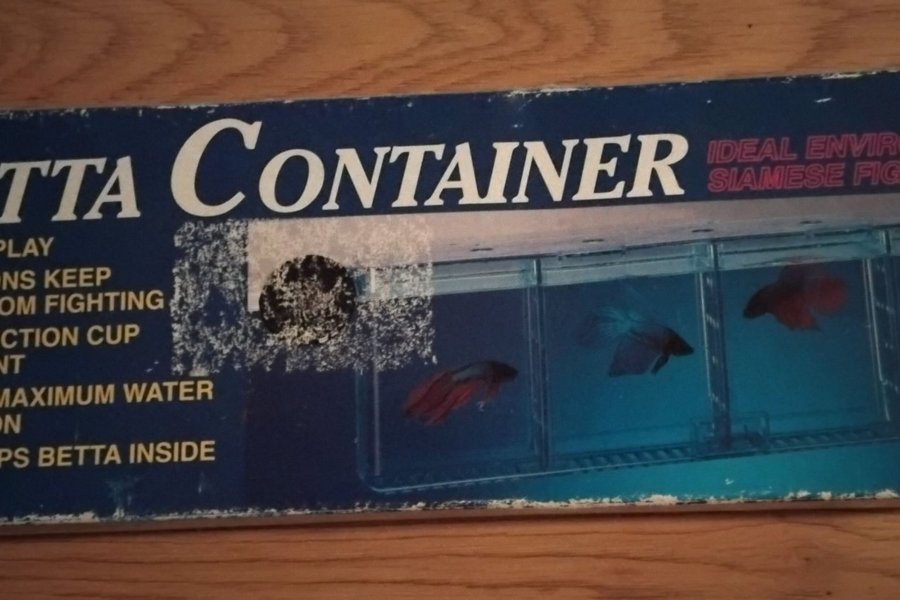 TTA CONTAINER
IDEAL ENVIR
SIAMESE FIG
PLAY
ONS KEEP
OM FIGHTING
CTION CUP
NT
MAXIMUM WATER
ON
PS BETTA INSIDE